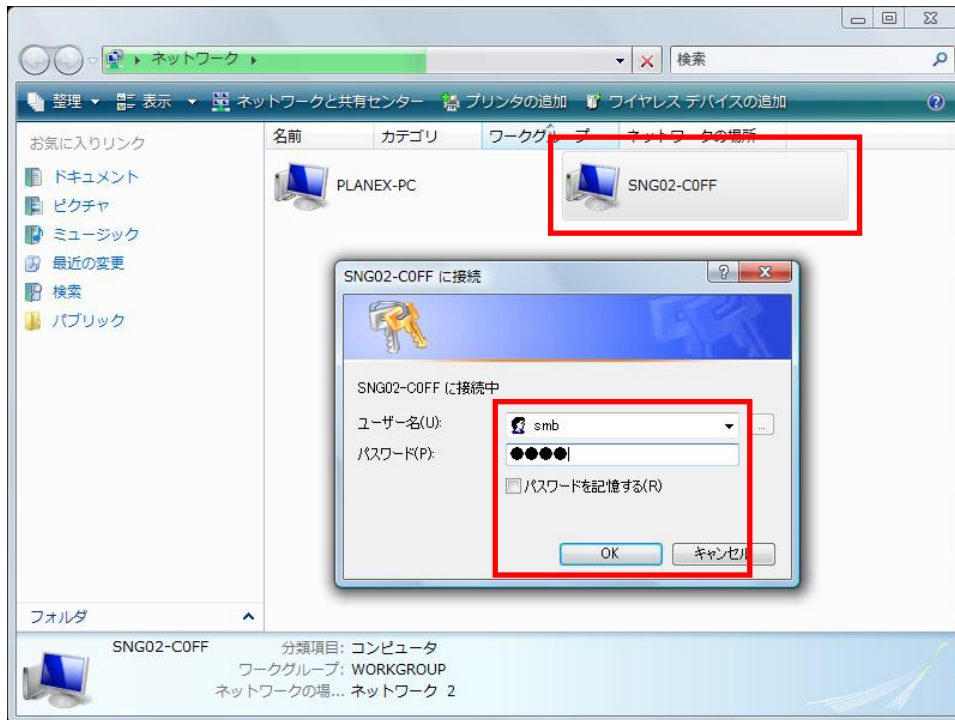 ネットワーク
検索
整理 表示 ネットワークと共有センター プリンタの追加 ワイヤレス デバイスの追加
お気に入りリンク
ドキュメント
ピクチャ
ミュージック
最近の変更
検索
パブリック
名前 カテゴリ ワークグループ ネットワークの場所
PLANEX-PC SNG02-C0FF
SNG02-C0FF に接続
SNG02-C0FF に接続中
ユーザー名(U): smb
パスワード(P): ●●●●
パスワードを記憶する(R)
OK キャンセル
フォルダ
SNG02-C0FF 分類項目: コンピュータ
ワークグループ: WORKGROUP
ネットワークの場... ネットワーク 2